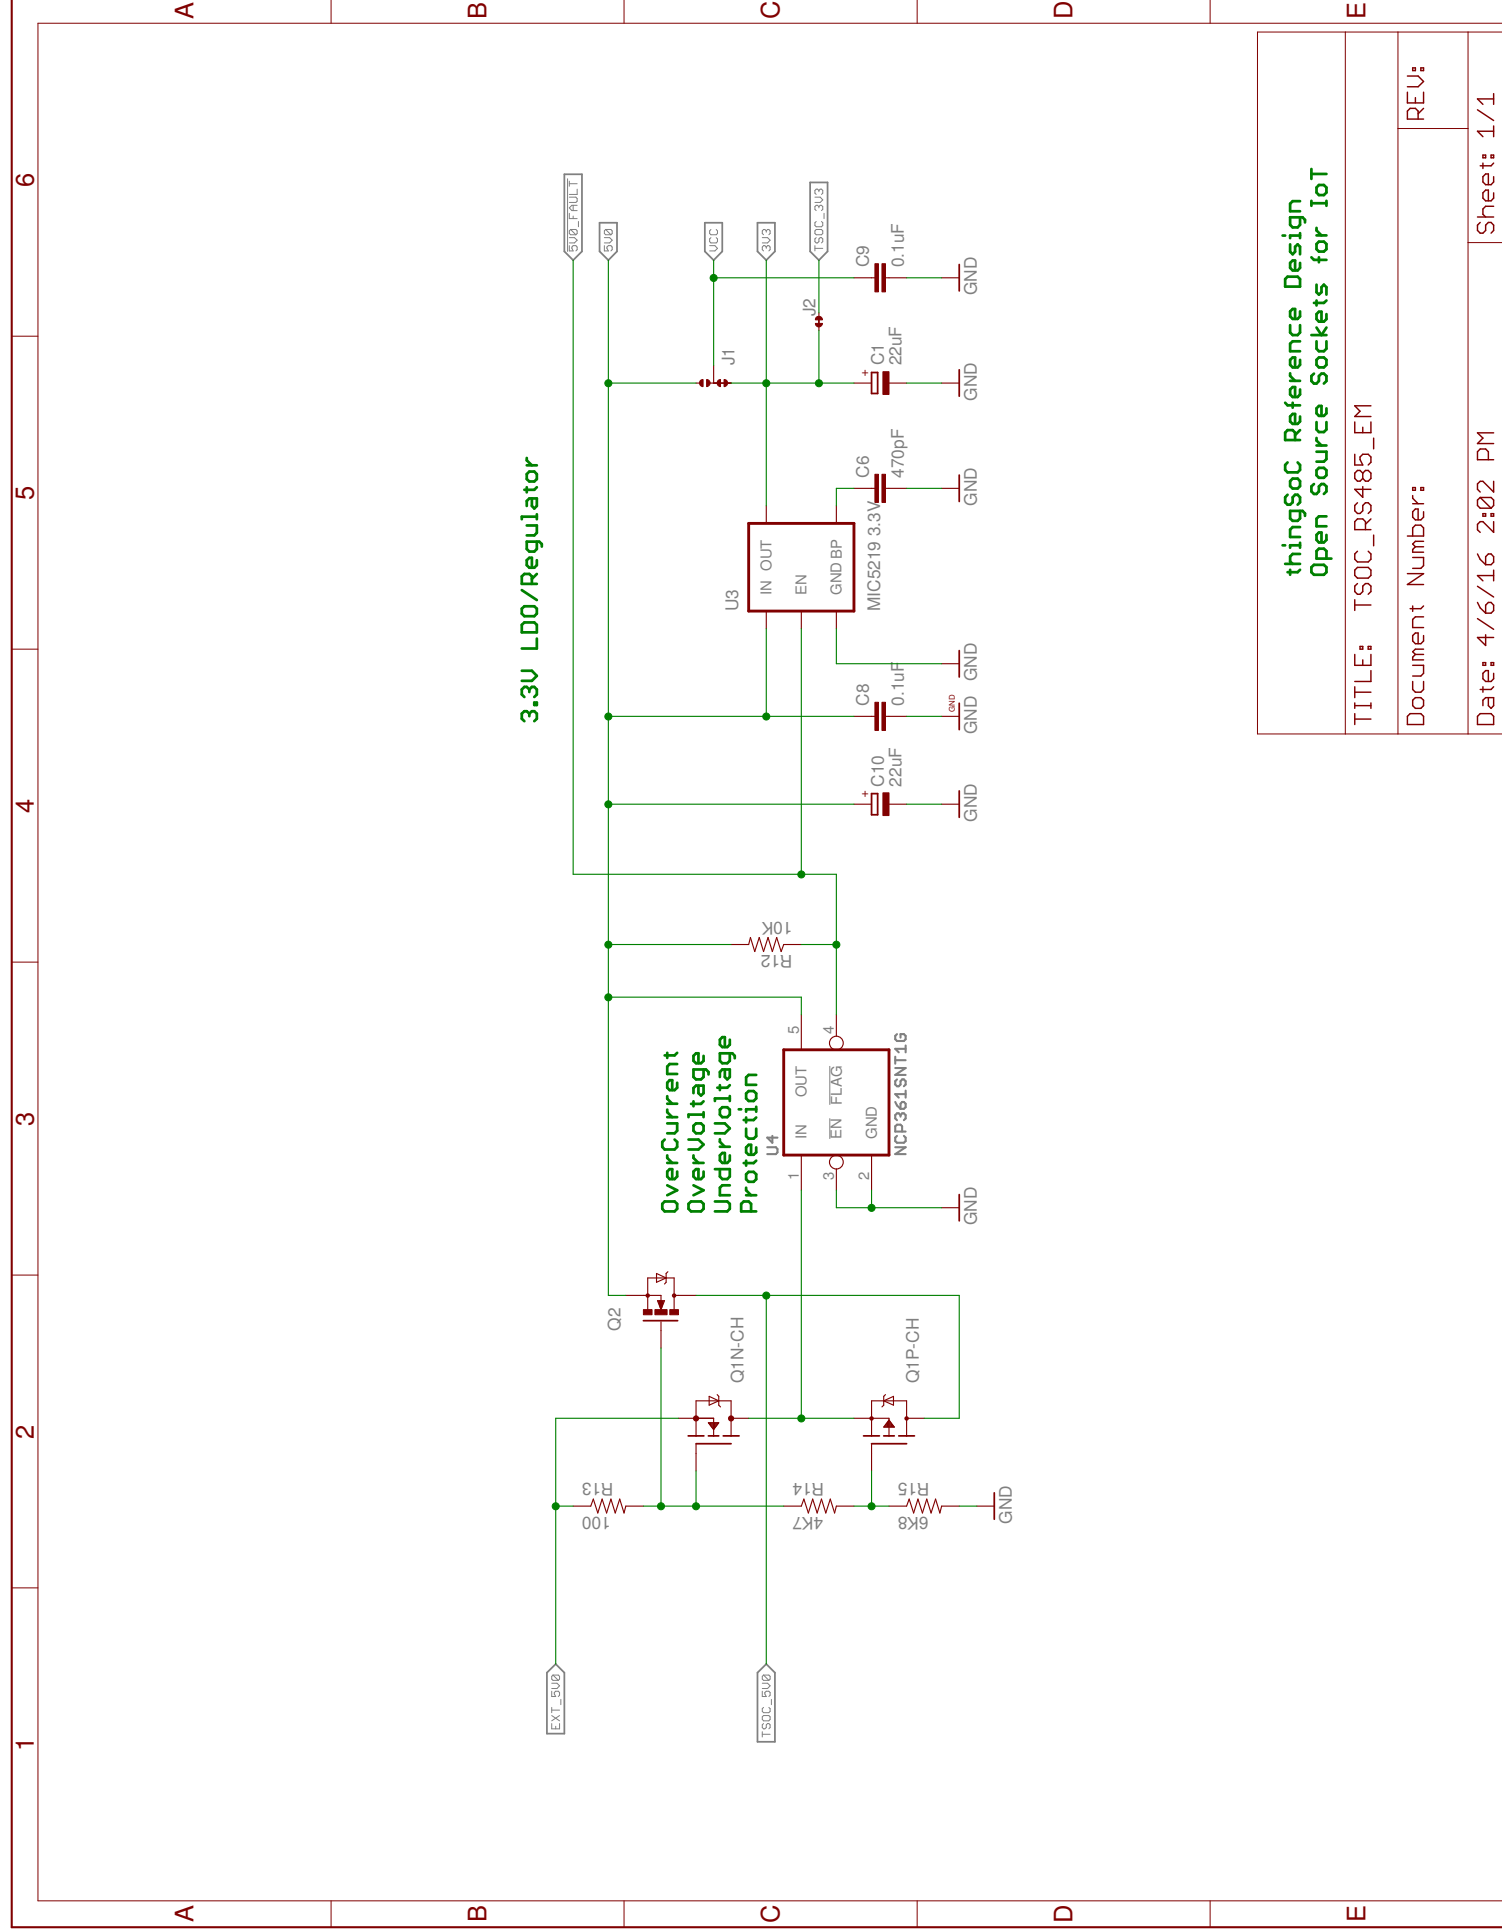 A
B
C
D
E
1
2
3
4
5
6
A
B
C
D
E
EXT_5V0
TSOC_5V0
R13
100
R14
4K7
R15
6K8
GND
Q2
Q1N-CH
Q1P-CH
OverCurrent
OverVoltage
UnderVoltage
Protection
U4
1
IN
OUT
5
3
EN
FLAG
4
2
GND
NCP361SNT1G
GND
R12
10K
3.3V LDO/Regulator
C10
22uF
GND
C8
0.1uF
GND
GND
GND
U3
IN OUT
EN
GND BP
MIC5219 3.3V
C6
470pF
GND
J1
C1
22uF
GND
J2
C9
0.1uF
GND
5V0_FAULT
5V0
VCC
3V3
TSOC_3V3
thingSoC Reference Design
Open Source Sockets for IoT
TITLE: TSOC_RS485_EM
Document Number:
REV:
Date: 4/6/16 2:02 PM
Sheet: 1/1